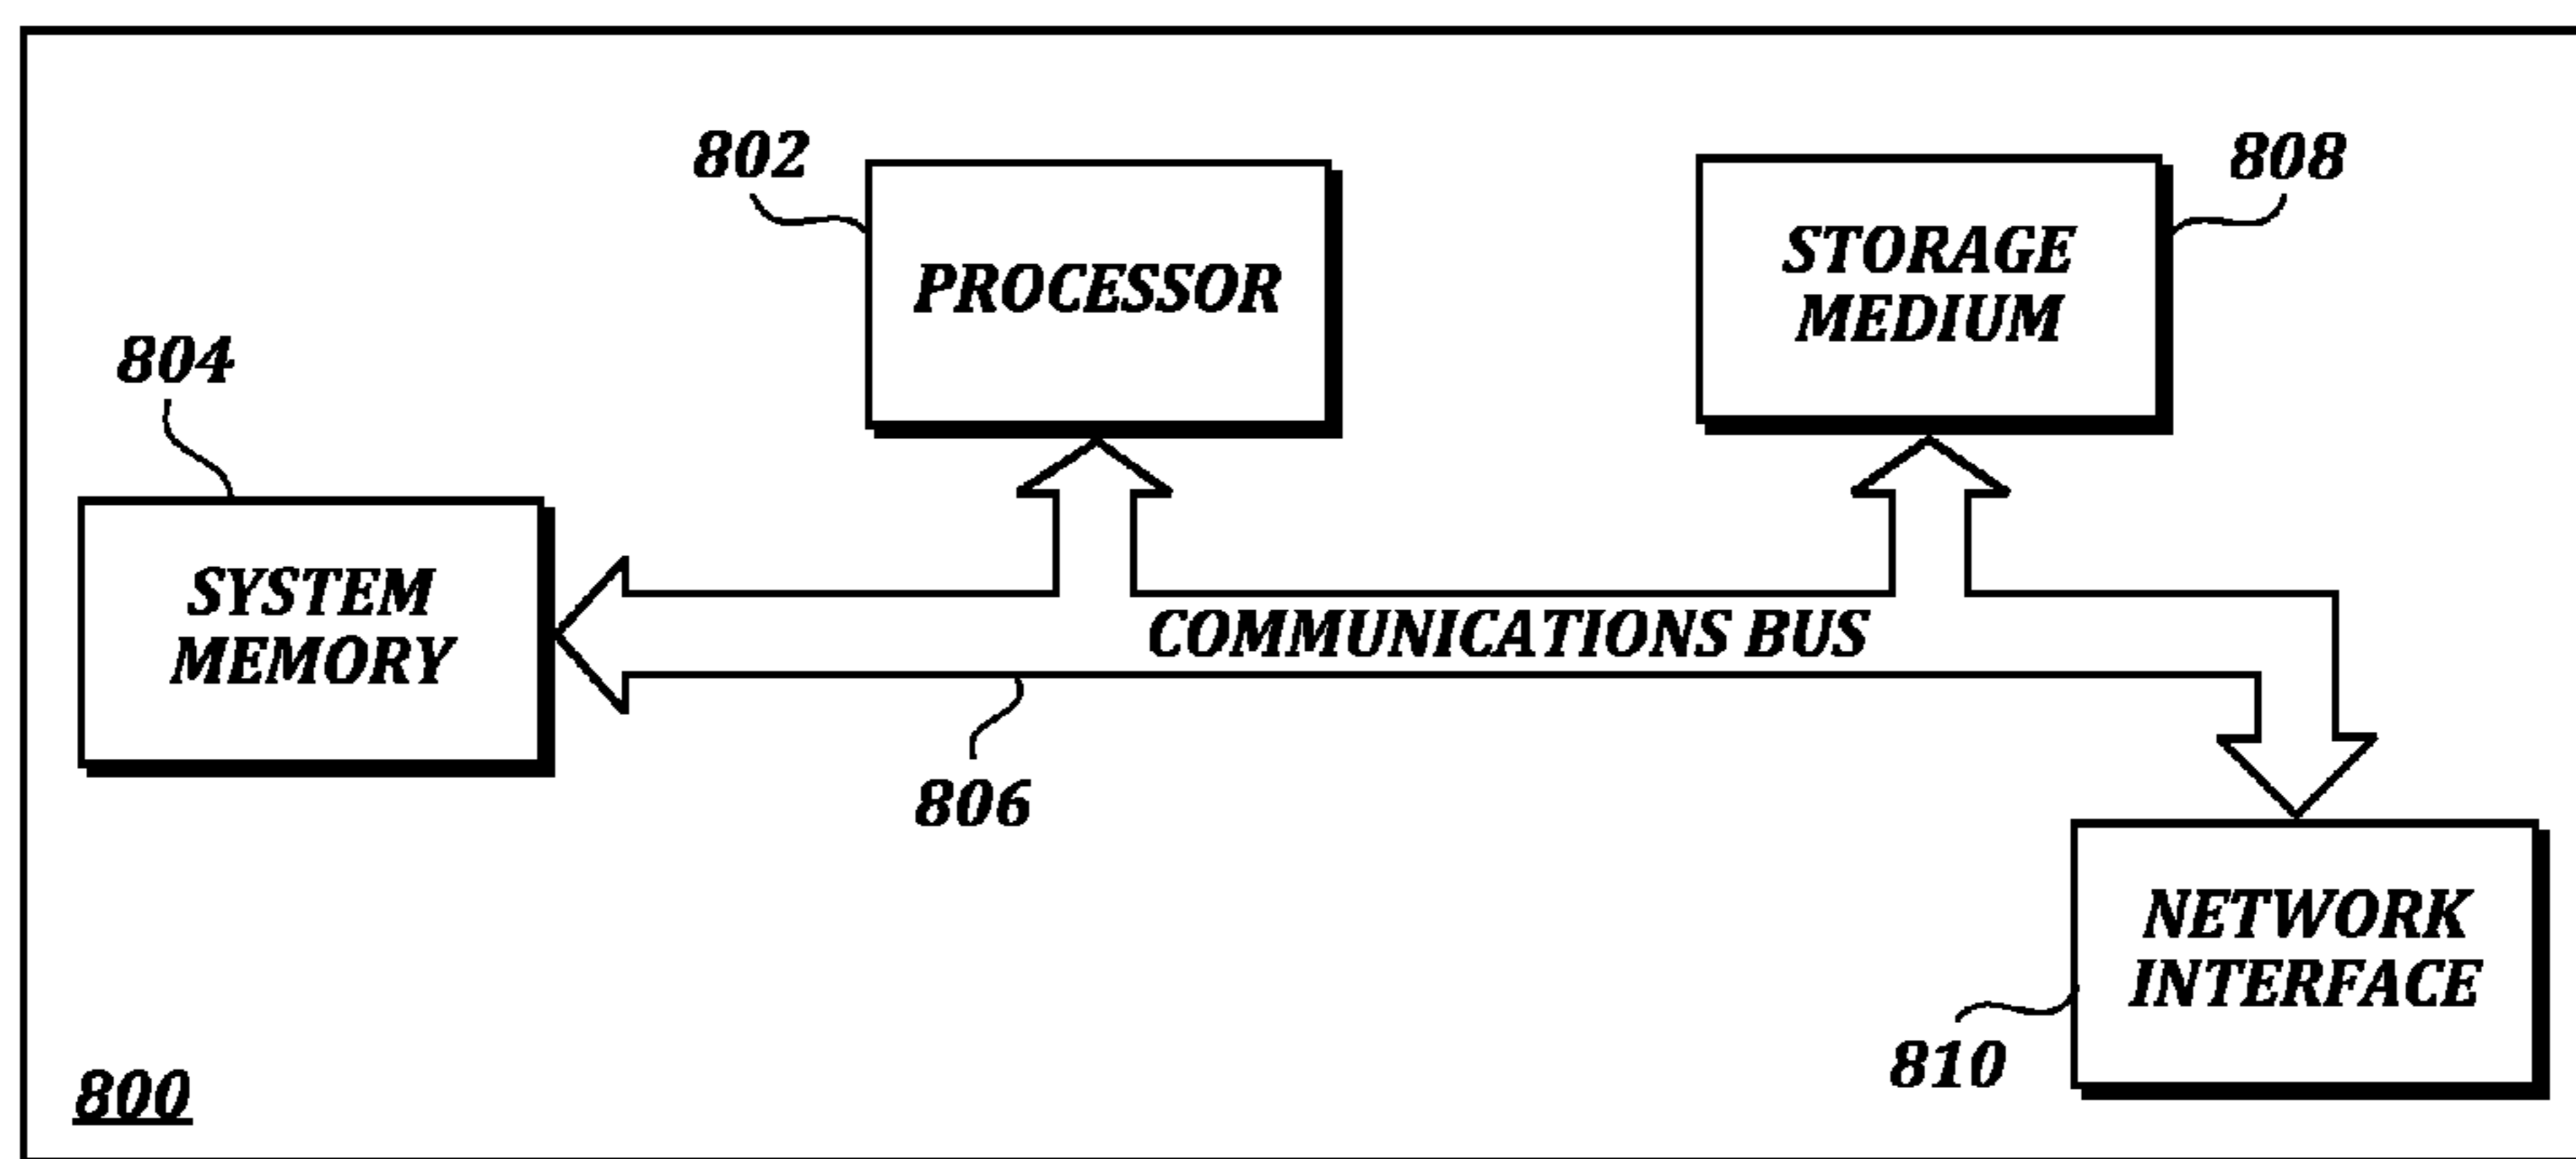 802
PROCESSOR
STORAGE
MEDIUM
808
804
SYSTEM
MEMORY
COMMUNICATIONS BUS
806
NETWORK
INTERFACE
810
800